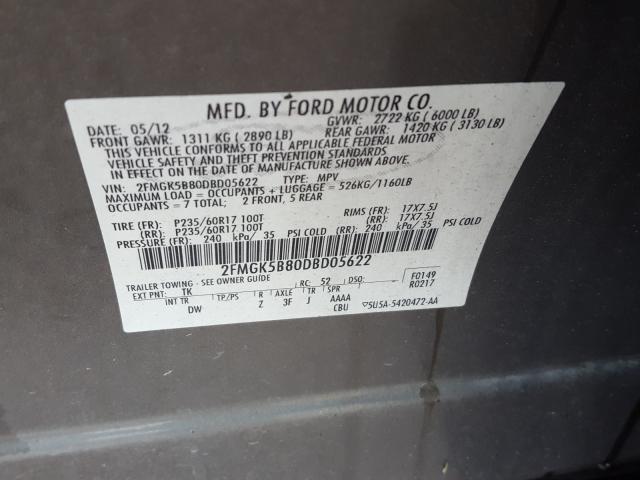 MFD. BY FORD MOTOR CO.
DATE: 05/12 GVWR: 2722 KG ( 6000 LB)
FRONT GAWR: 1311 KG ( 2890 LB) REAR GAWR: 1420 KG ( 3130 LB)
THIS VEHICLE CONFORMS TO ALL APPLICABLE FEDERAL MOTOR
VEHICLE SAFETY AND THEFT PREVENTION STANDARDS
IN EFFECT ON THE DATE OF MANUFACTURE SHOWN ABOVE.
VIN: 2FMGK5B80DBD05622 TYPE: MPV
MAXIMUM LOAD = OCCUPANTS + LUGGAGE = 526KG/1160LB
OCCUPANTS = 7 TOTAL; 2 FRONT, 5 REAR
TIRE (FR): P235/60R17 100T RIMS (FR): 17X7.5J
(RR): P235/60R17 100T (RR): 17X7.5J
PRESSURE (FR) 240 kPa/ 35 PSI COLD (RR) 240 kPa/ 35 PSI COLD
2FMGK5B80DBD05622
TRAILER TOWING - SEE OWNER GUIDE RC: 52 DSO: F0149
EXT PNT: TK R0217
INT TR TP/PS R AXLE TR SPR
DW Z 3F J AAAA
CBU
5U5A-5420472-AA